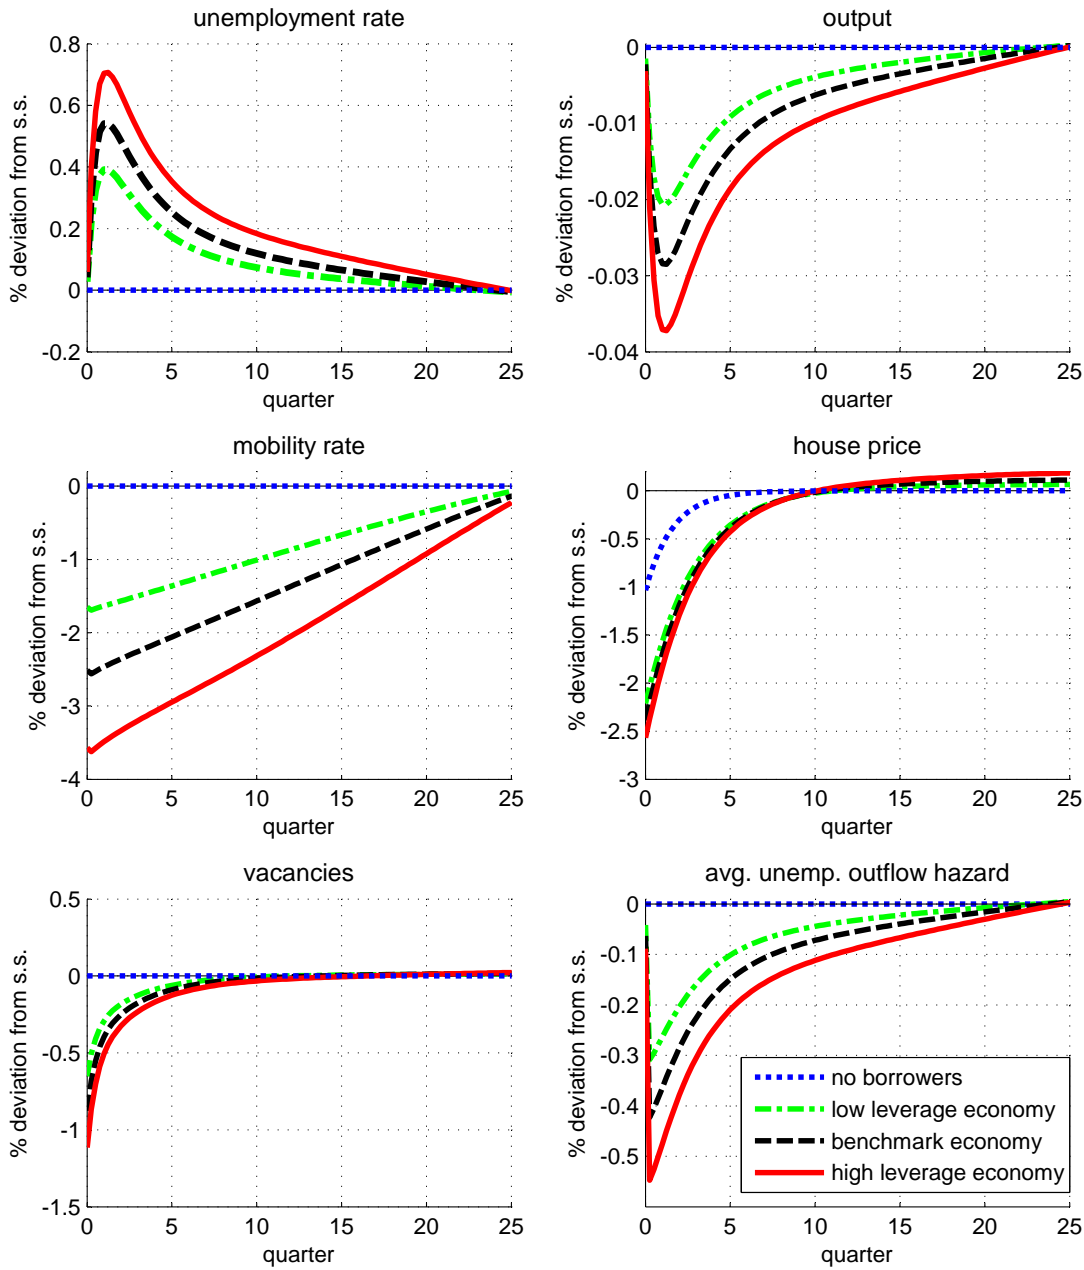 unemployment rate
% deviation from s.s.
0.8
0.6
0.4
0.2
0
-0.2
0 5 10 15 20 25
quarter
output
% deviation from s.s.
0
-0.01
-0.02
-0.03
-0.04
0 5 10 15 20 25
quarter
mobility rate
% deviation from s.s.
0
-1
-2
-3
-4
0 5 10 15 20 25
quarter
house price
% deviation from s.s.
0
-0.5
-1
-1.5
-2
-2.5
-3
0 5 10 15 20 25
quarter
vacancies
% deviation from s.s.
0.5
0
-0.5
-1
-1.5
0 5 10 15 20 25
quarter
avg. unemp. outflow hazard
% deviation from s.s.
0
-0.1
-0.2
-0.3
-0.4
-0.5
0 5 10 15 20 25
quarter
no borrowers
low leverage economy
benchmark economy
high leverage economy